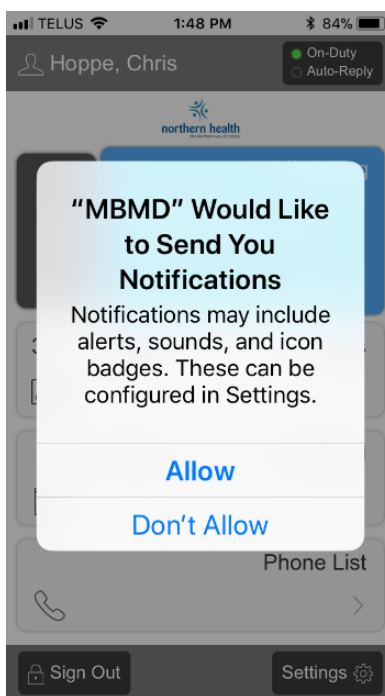 TELUS 1:48 PM 84%
Hoppe, Chris
On-Duty
Auto-Reply
northern health
"MBMD" Would Like
to Send You
Notifications
Notifications may include
alerts, sounds, and icon
badges. These can be
configured in Settings.
Allow
Don't Allow
Phone List
Sign Out
Settings